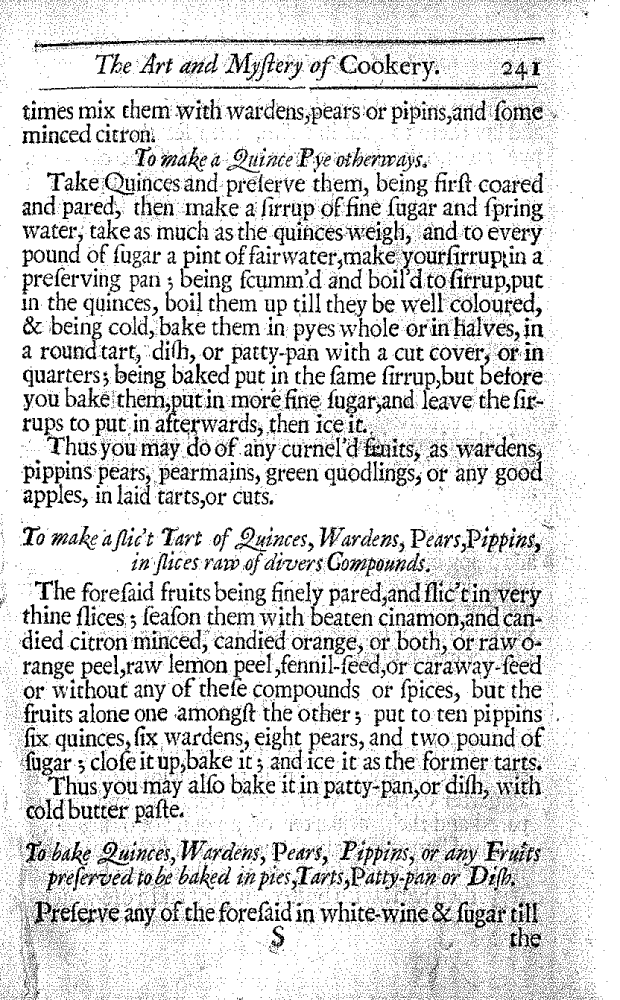 The Art and Myſtery of Cookery. 241
times mix them with wardens,pears or pipins,and ſome
minced citron.
To make a Quince Pye otherways.
Take Quinces and preſerve them, being firſt coared
and pared, then make a ſirrup of fine ſugar and ſpring
water, take as much as the quinces weigh, and to every
pound of ſugar a pint of fair water,make your ſirrup in a
preſerving pan ; being ſcumm'd and boil'd to ſirrup,put
in the quinces, boil them up till they be well coloured,
& being cold, bake them in pyes whole or in halves, in
a round tart, diſh, or patty-pan with a cut cover, or in
quarters; being baked put in the ſame ſirrup,but before
you bake them,put in more fine ſugar,and leave the ſir-
rups to put in afterwards, then ice it.
Thus you may do of any curnel'd fruits, as wardens,
pippins pears, pearmains, green quodlings, or any good
apples, in laid tarts,or cuts.
To make a ſlic't Tart of Quinces, Wardens, Pears,Pippins,
in ſlices raw of divers Compounds.
The foreſaid fruits being finely pared,and ſlic't in very
thine ſlices ; ſeaſon them with beaten cinamon,and can-
died citron minced, candied orange, or both, or raw o-
range peel,raw lemon peel,fennil-ſeed,or caraway-ſeed
or without any of theſe compounds or ſpices, but the
fruits alone one amongſt the other ; put to ten pippins
ſix quinces, ſix wardens, eight pears, and two pound of
ſugar ; cloſe it up,bake it ; and ice it as the former tarts.
Thus you may alſo bake it in patty-pan,or diſh, with
cold butter paſte.
To bake Quinces, Wardens, Pears, Pippins, or any Fruits
preſerved to be baked in pies,Tarts,Patty-pan or Diſh.
Preſerve any of the foreſaid in white-wine & ſugar till
S the